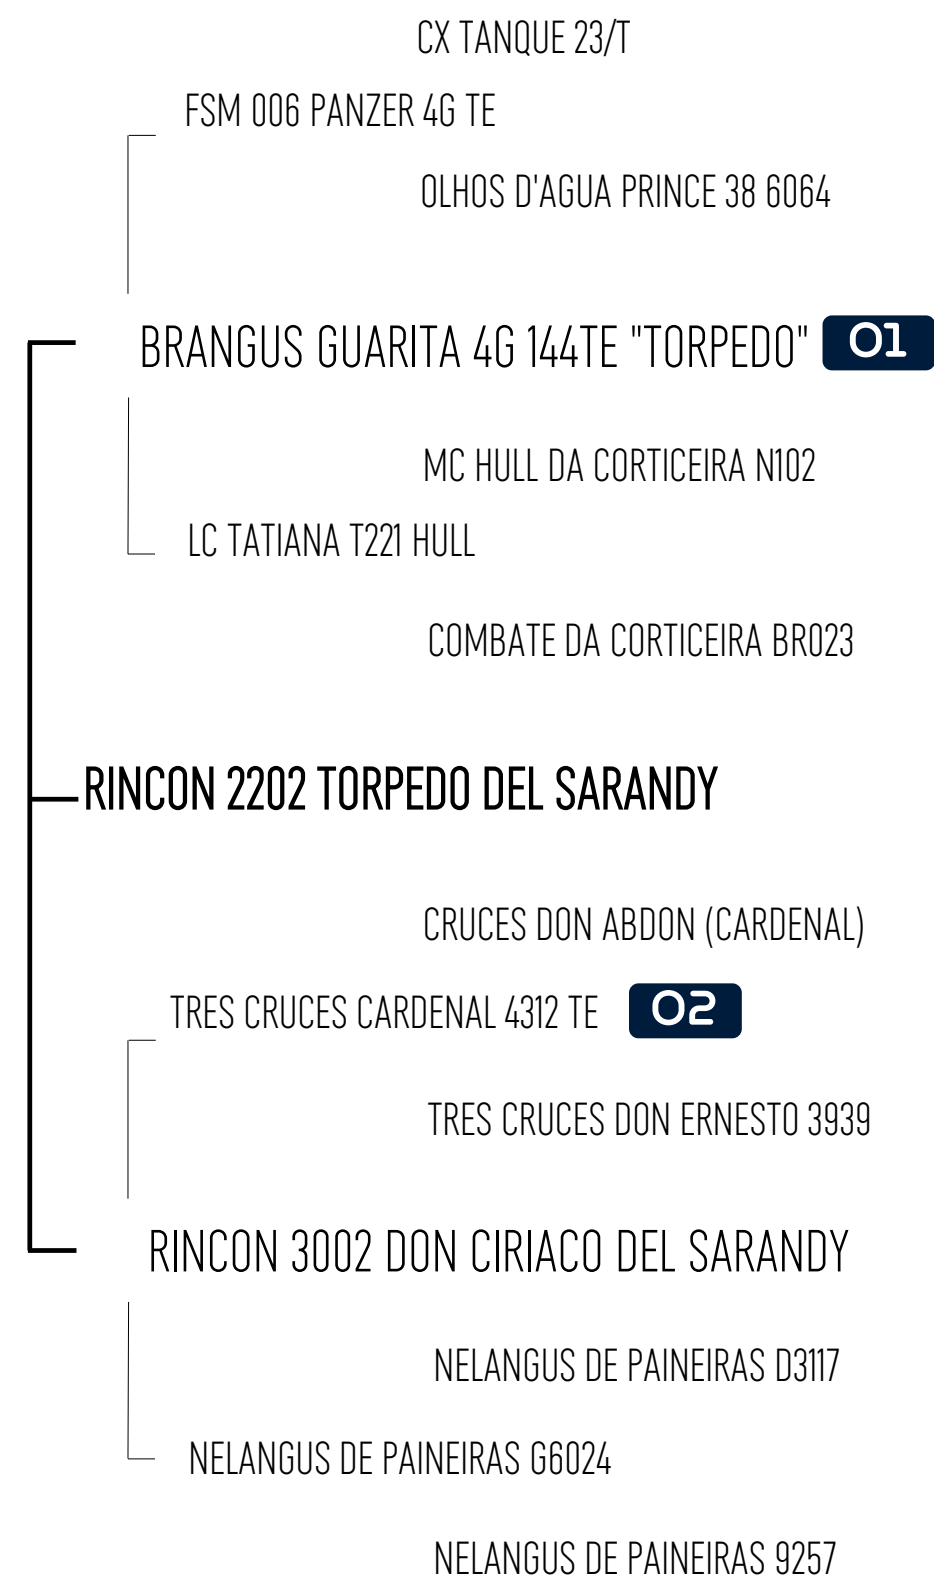 CX TANQUE 23/T
FSM 006 PANZER 4G TE
OLHOS D'AGUA PRINCE 38 6064
BRANGUS GUARITA 4G 144TE "TORPEDO" 01
MC HULL DA CORTICEIRA N102
LC TATIANA T221 HULL
COMBATE DA CORTICEIRA BR023
RINCON 2202 TORPEDO DEL SARANDY
CRUCES DON ABDON (CARDENAL)
TRES CRUCES CARDENAL 4312 TE 02
TRES CRUCES DON ERNESTO 3939
RINCON 3002 DON CIRIACO DEL SARANDY
NELANGUS DE PAINEIRAS D3117
NELANGUS DE PAINEIRAS G6024
NELANGUS DE PAINEIRAS 9257